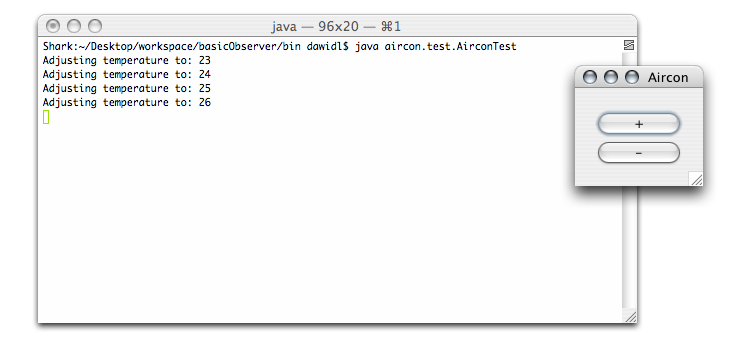 java — 96x20 — ⌘1
Shark:~/Desktop/workspace/basicObserver/bin dawidl$ java aircon.test.AirconTest
Adjusting temperature to: 23
Adjusting temperature to: 24
Adjusting temperature to: 25
Adjusting temperature to: 26
Aircon
+
-